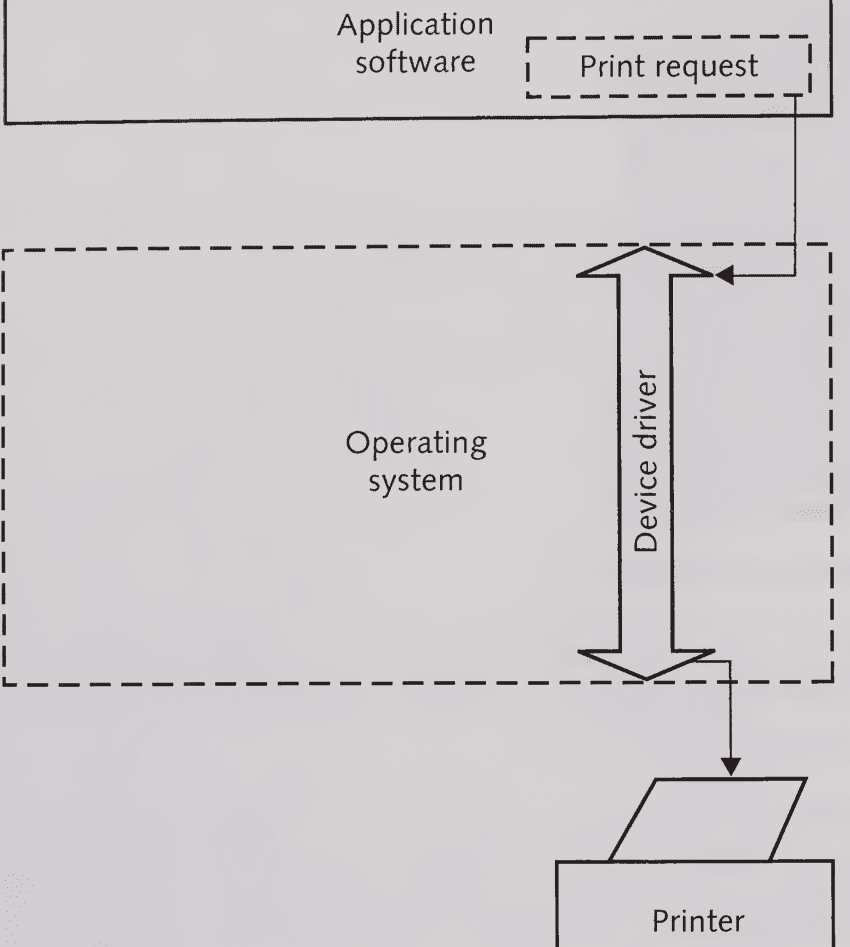 Application
software
Print request
Operating
system
Device driver
Printer